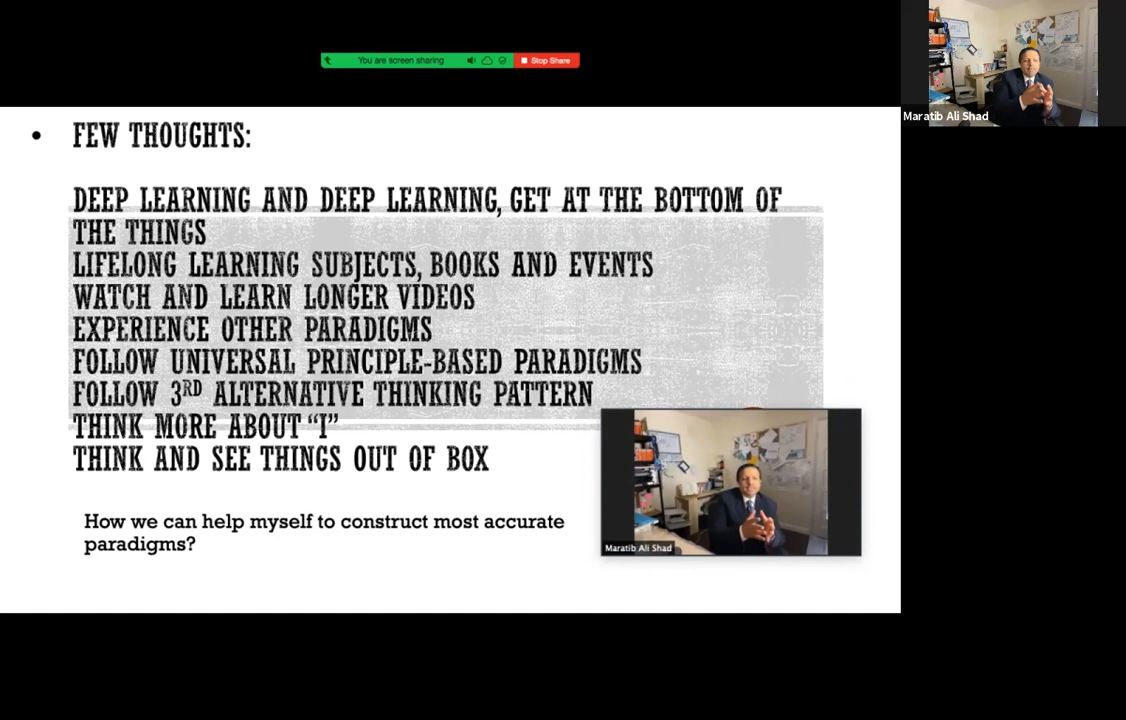 You are screen sharing
Stop Share
Maratib Ali Shad
• FEW THOUGHTS:
DEEP LEARNING AND DEEP LEARNING, GET AT THE BOTTOM OF
THE THINGS
LIFELONG LEARNING SUBJECTS, BOOKS AND EVENTS
WATCH AND LEARN LONGER VIDEOS
EXPERIENCE OTHER PARADIGMS
FOLLOW UNIVERSAL PRINCIPLE-BASED PARADIGMS
FOLLOW 3RD ALTERNATIVE THINKING PATTERN
THINK MORE ABOUT “I”
THINK AND SEE THINGS OUT OF BOX
How we can help myself to construct most accurate
paradigms?
Maratib Ali Shad